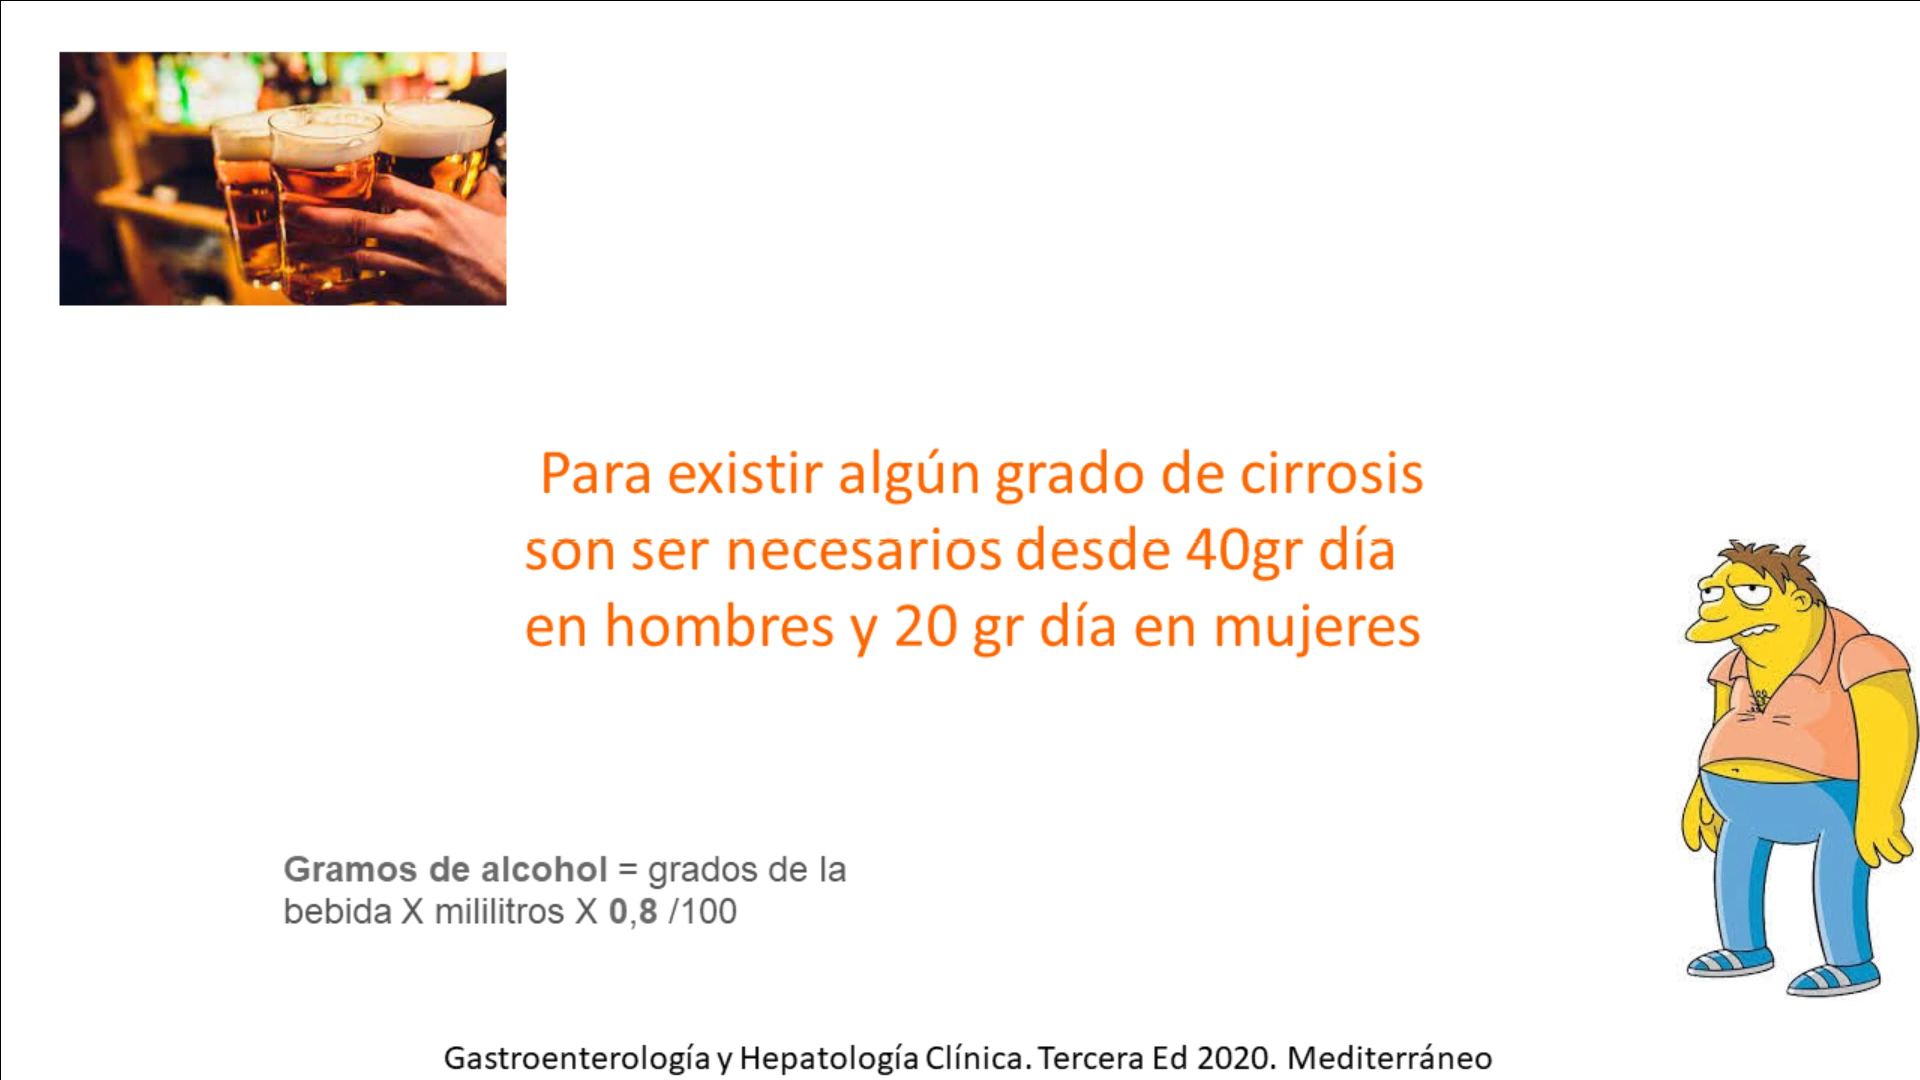 Para existir algún grado de cirrosis
son ser necesarios desde 40gr día
en hombres y 20 gr día en mujeres
Gramos de alcohol = grados de la
bebida X mililitros X 0,8 /100
Gastroenterología y Hepatología Clínica. Tercera Ed 2020. Mediterráneo